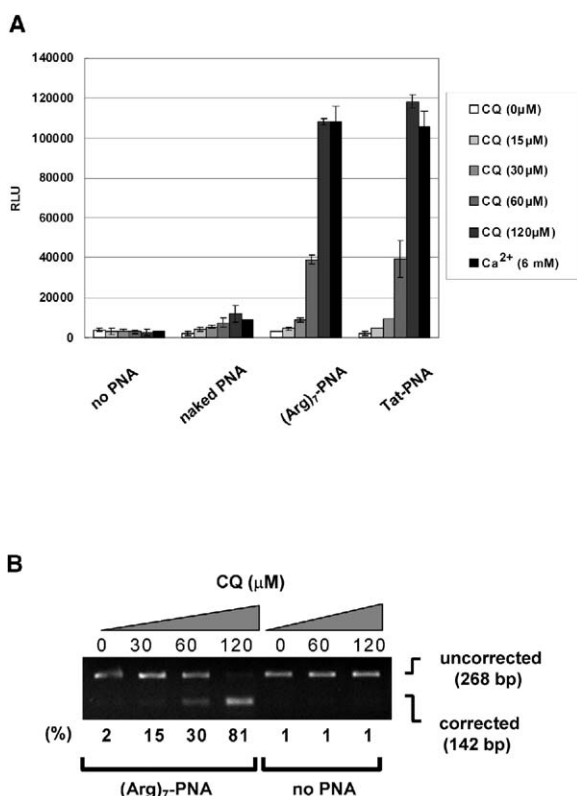 A
140000
120000
100000
80000
60000
40000
20000
0
RLU
no PNA
naked PNA
(Arg)₇-PNA
Tat-PNA
CQ (0µM)
CQ (15µM)
CQ (30µM)
CQ (60µM)
CQ (120µM)
Ca²⁺ (6 mM)
B
CQ (µM)
0 30 60 120 0 60 120
uncorrected
(268 bp)
corrected
(142 bp)
(%) 2 15 30 81 1 1 1
(Arg)₇-PNA no PNA